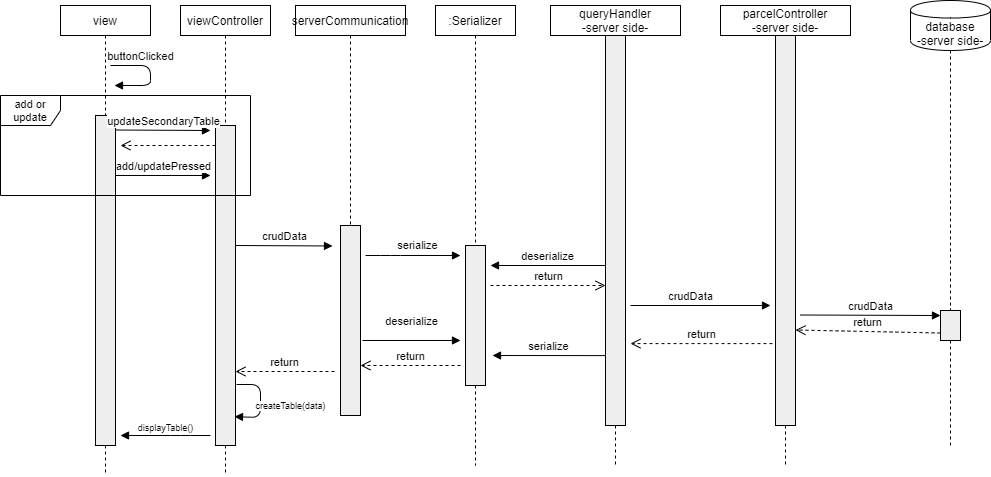 view
viewController
serverCommunication
:Serializer
queryHandler
-server side-
parcelController
-server side-
database
-server side-
buttonClicked
add or
update
updateSecondaryTable
add/updatePressed
crudData
serialize
deserialize
return
crudData
crudData
return
return
deserialize
serialize
return
return
createTable(data)
displayTable()